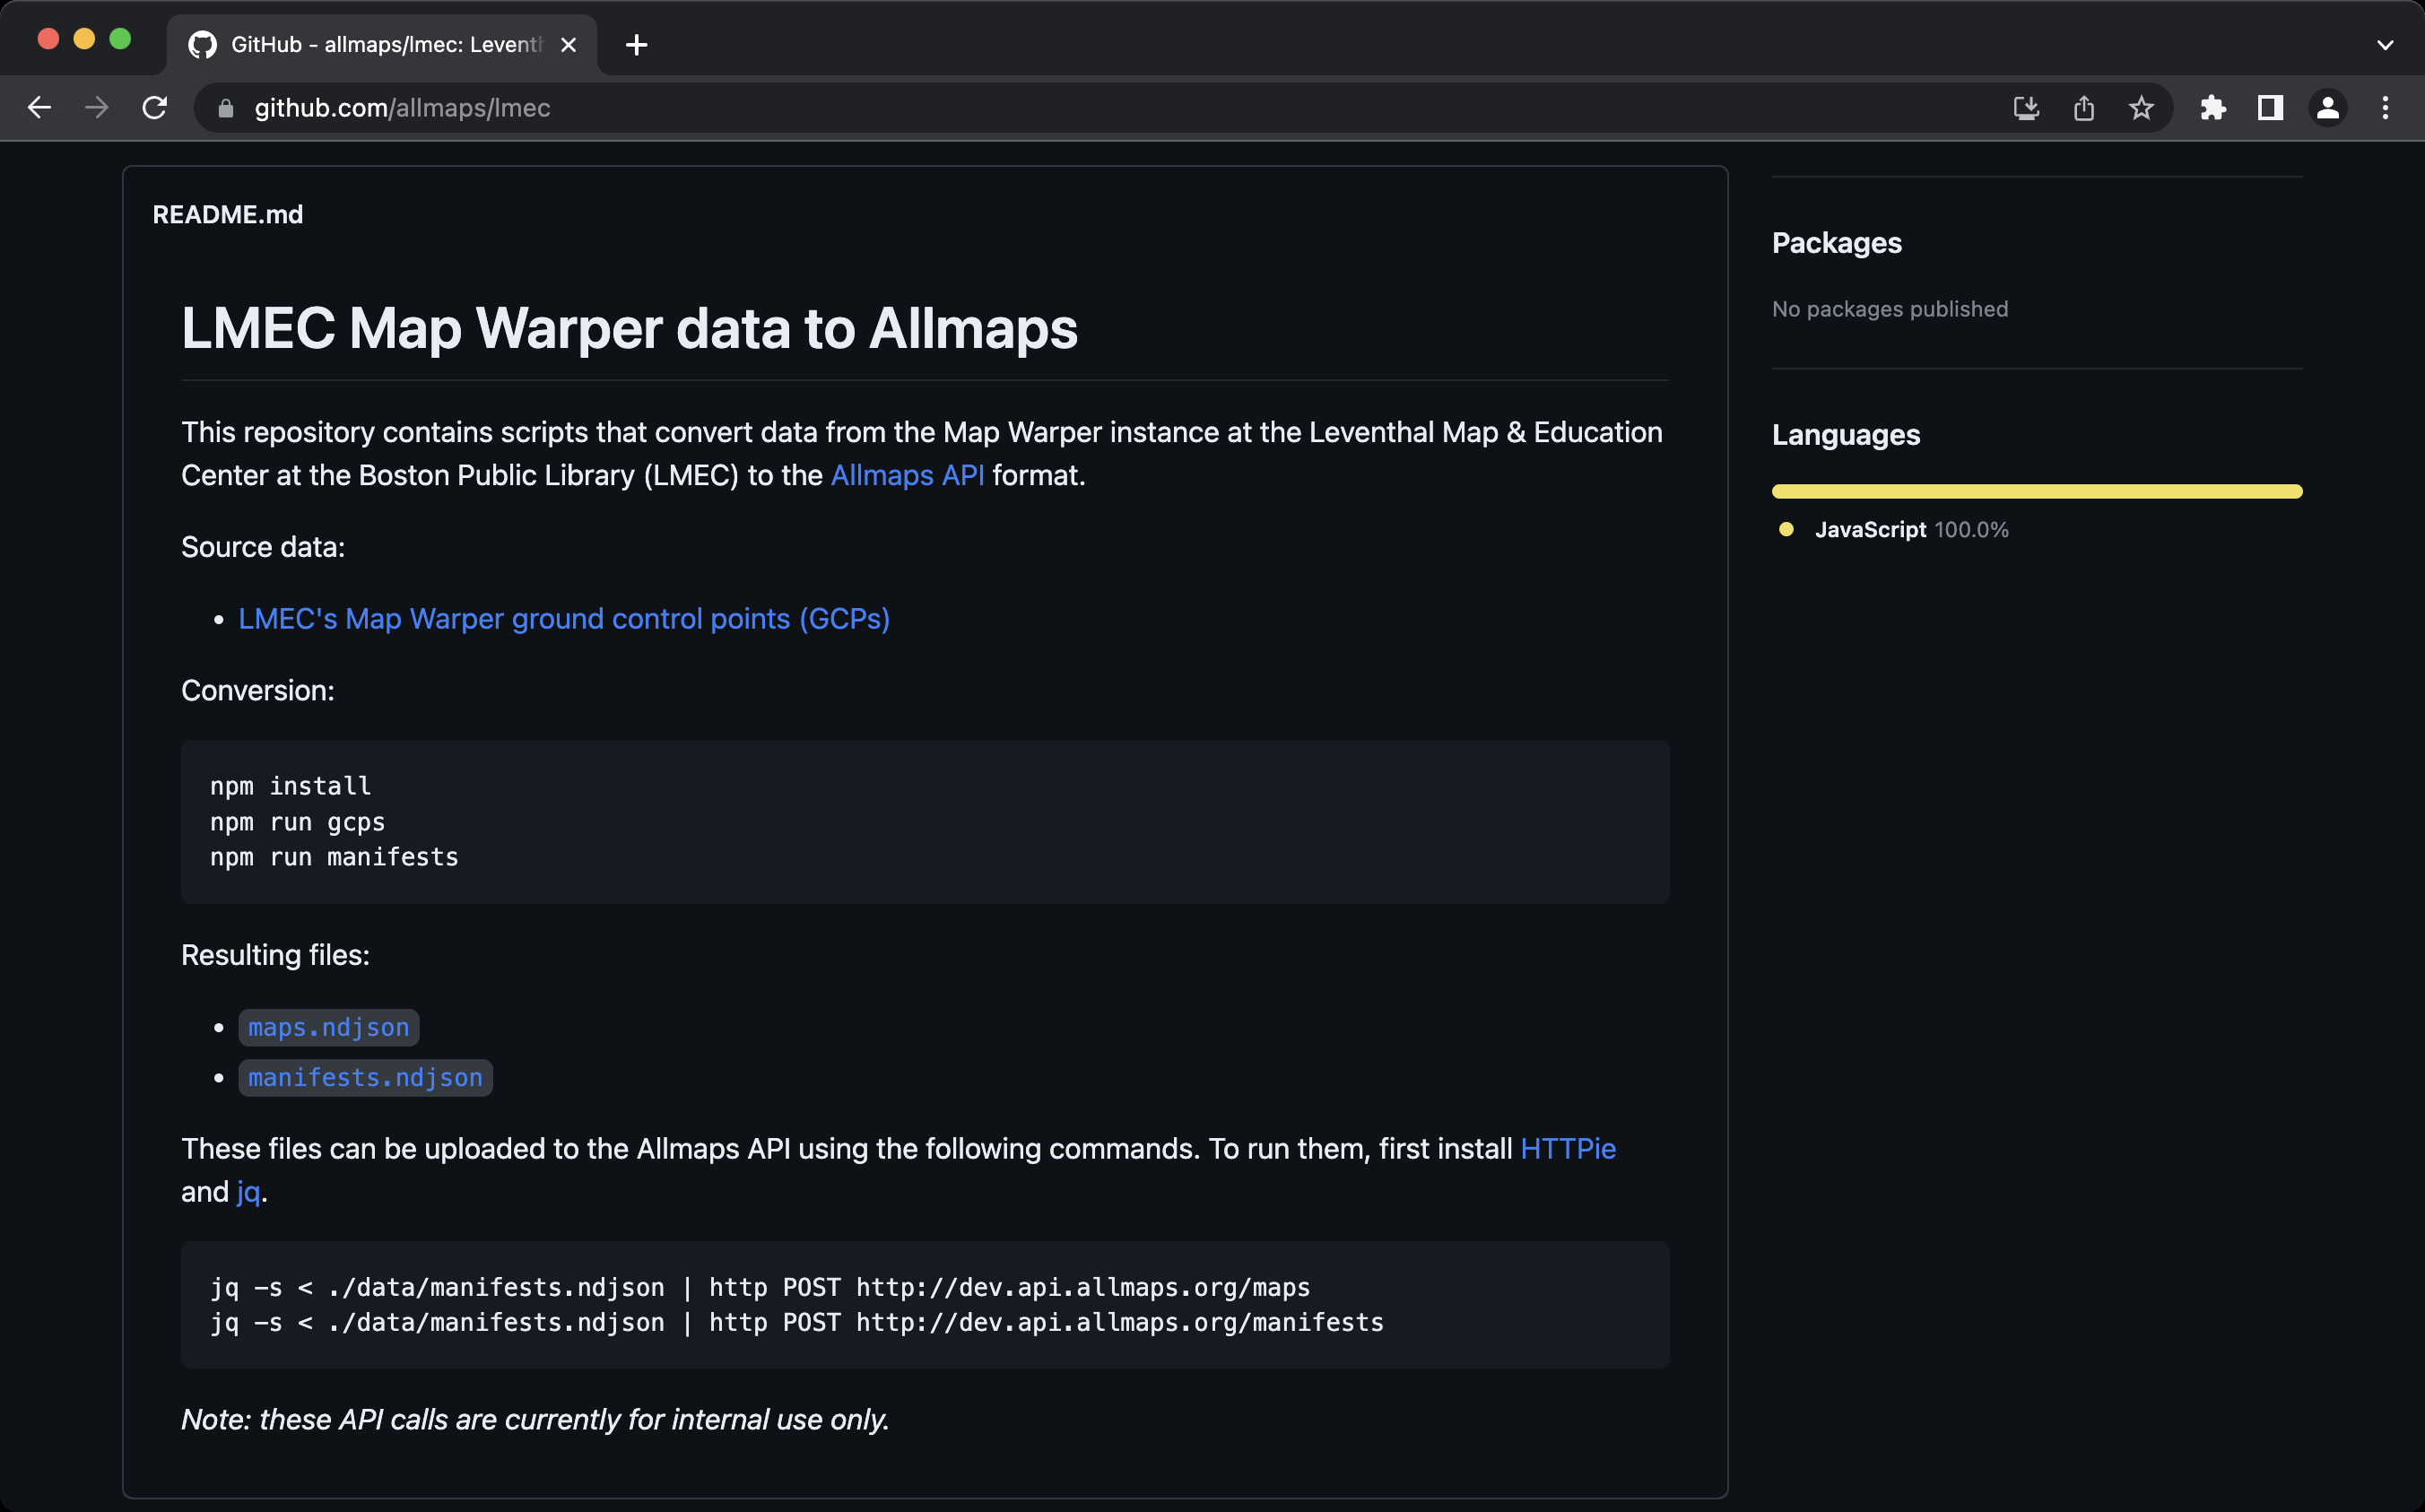 GitHub - allmaps/lmec: Leventh
github.com/allmaps/lmec
README.md
LMEC Map Warper data to Allmaps
This repository contains scripts that convert data from the Map Warper instance at the Leventhal Map & Education
Center at the Boston Public Library (LMEC) to the Allmaps API format.
Source data:
• LMEC's Map Warper ground control points (GCPs)
Conversion:
npm install
npm run gcps
npm run manifests
Resulting files:
• maps.ndjson
• manifests.ndjson
These files can be uploaded to the Allmaps API using the following commands. To run them, first install HTTPie
and jq.
jq -s < ./data/manifests.ndjson | http POST http://dev.api.allmaps.org/maps
jq -s < ./data/manifests.ndjson | http POST http://dev.api.allmaps.org/manifests
Note: these API calls are currently for internal use only.
Packages
No packages published
Languages
JavaScript 100.0%